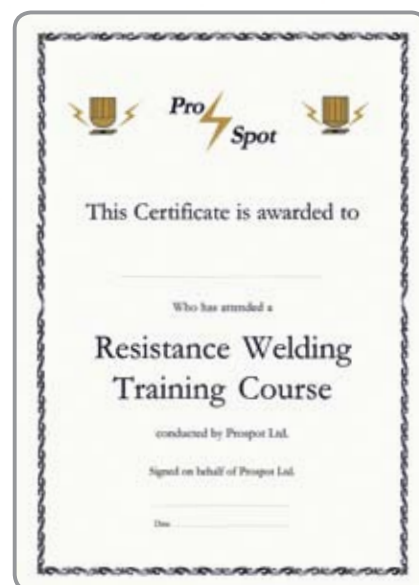 Pro
Spot
This Certificate is awarded to
Who has attended a
Resistance Welding
Training Course
conducted by Prospot Ltd.
Signed on behalf of Prospot Ltd.
Date